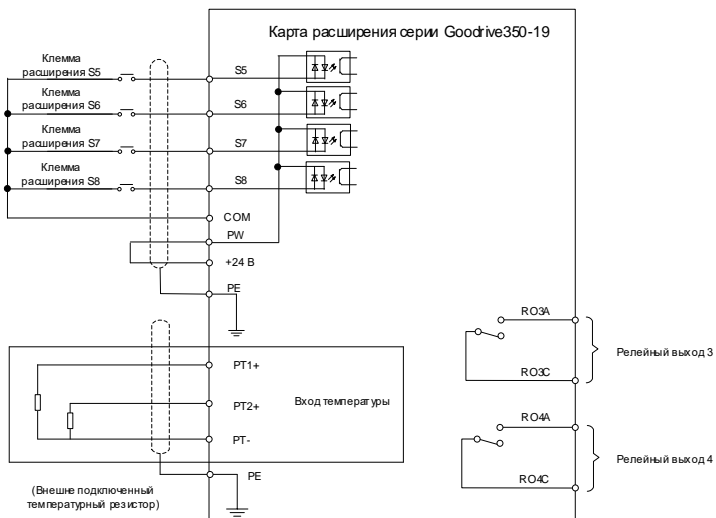 Карта расширения серии Goodrive350-19
Клемма
расширения S5
S5
Клемма
расширения S6
S6
Клемма
расширения S7
S7
Клемма
расширения S8
S8
COM
PW
+24 В
PE
RO3A
Релейный выход 3
RO3C
PT1+
PT2+
Вход температуры
PT-
RO4A
Релейный выход 4
RO4C
PE
(Внешне подключенный
температурный резистор)